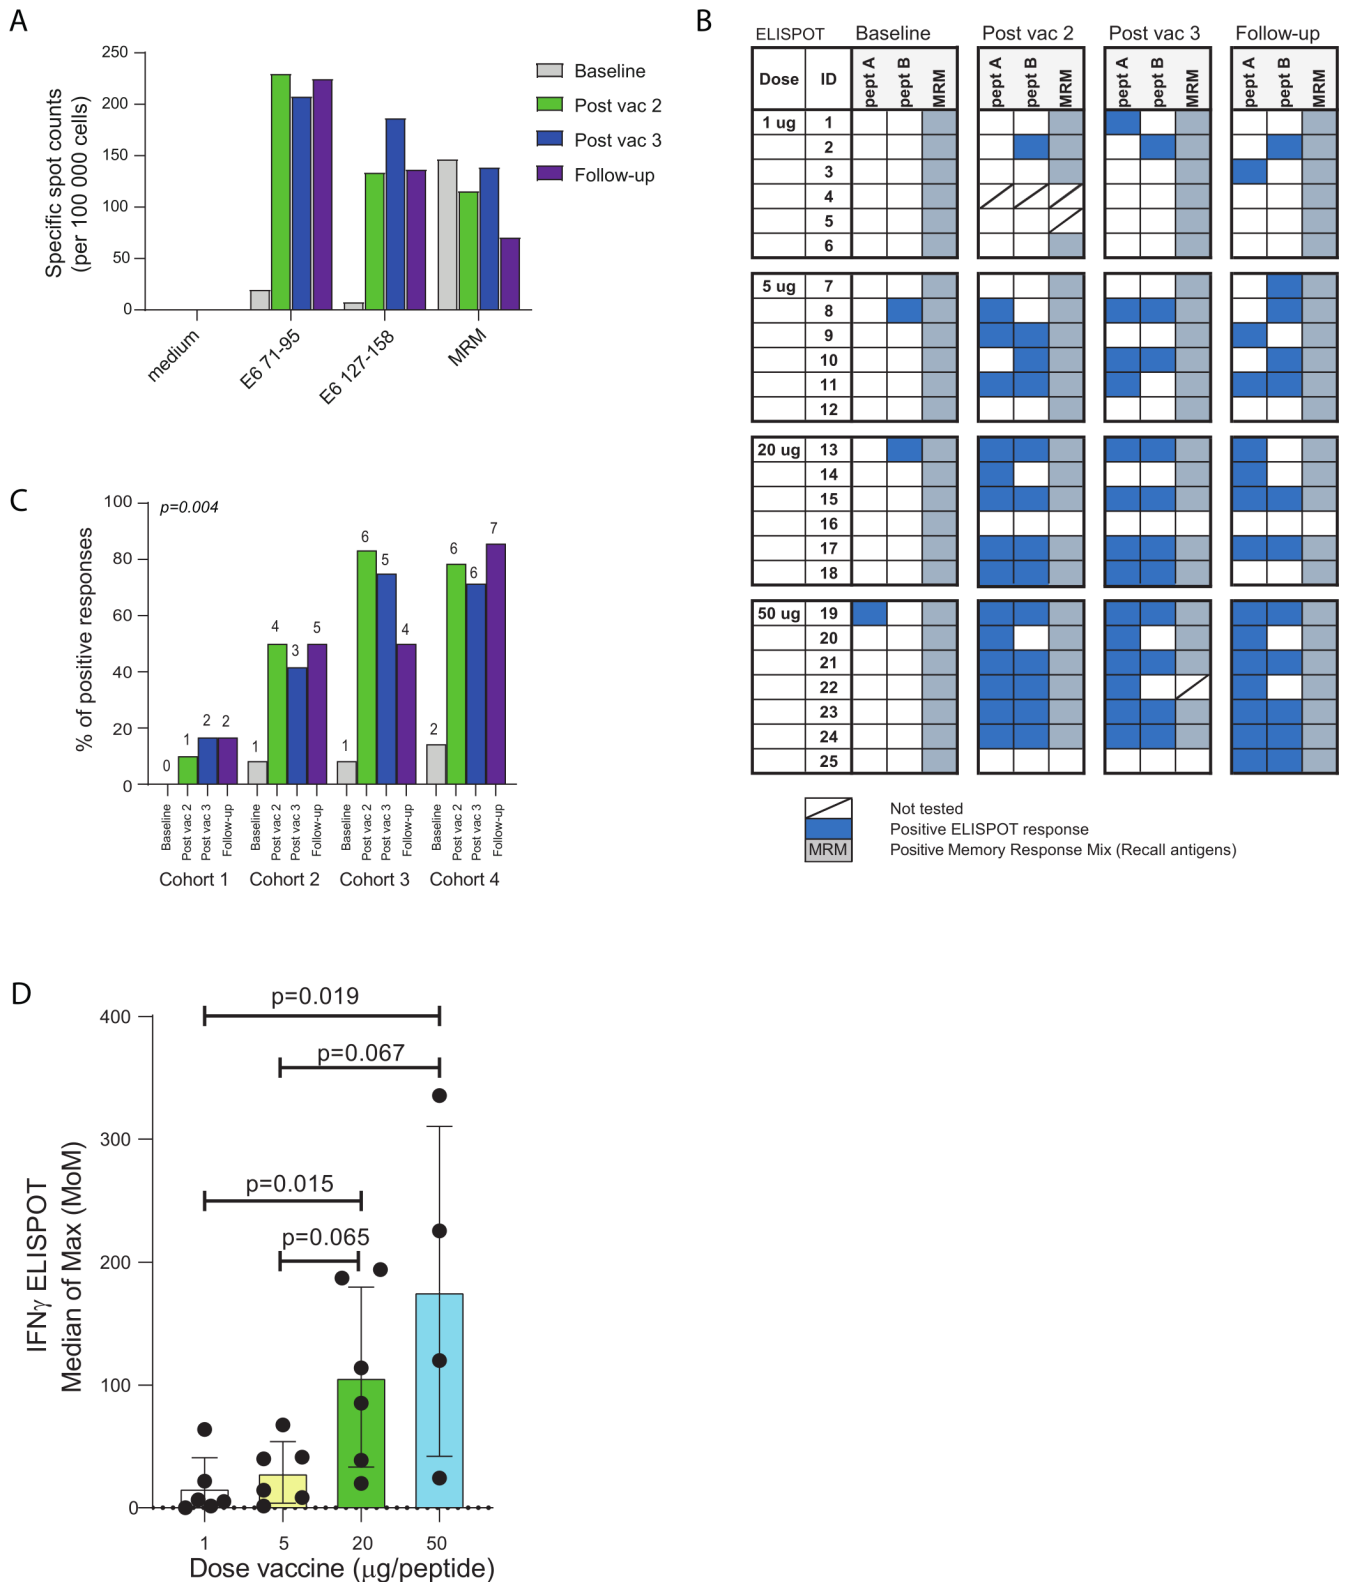 A
250
200
150
100
50
0
Specific spot counts
(per 100 000 cells)
medium
E6 71-95
E6 127-158
MRM
Baseline
Post vac 2
Post vac 3
Follow-up
B
ELISPOT Baseline Post vac 2 Post vac 3 Follow-up
Dose ID pept A pept B MRM pept A pept B MRM pept A pept B MRM pept A pept B MRM
1 ug 1
2
3
4
5
6
5 ug 7
8
9
10
11
12
20 ug 13
14
15
16
17
18
50 ug 19
20
21
22
23
24
25
Not tested
Positive ELISPOT response
MRM Positive Memory Response Mix (Recall antigens)
C
100
80
60
40
20
0
% of positive responses
p=0.004
0 1 2 2 1 4 3 5 1 6 5 4 2 6 6 7
Baseline Post vac 2 Post vac 3 Follow-up Baseline Post vac 2 Post vac 3 Follow-up Baseline Post vac 2 Post vac 3 Follow-up Baseline Post vac 2 Post vac 3 Follow-up
Cohort 1 Cohort 2 Cohort 3 Cohort 4
D
400
300
200
100
0
IFNγ ELISPOT
Median of Max (MoM)
p=0.019
p=0.067
p=0.015
p=0.065
1 5 20 50
Dose vaccine (μg/peptide)